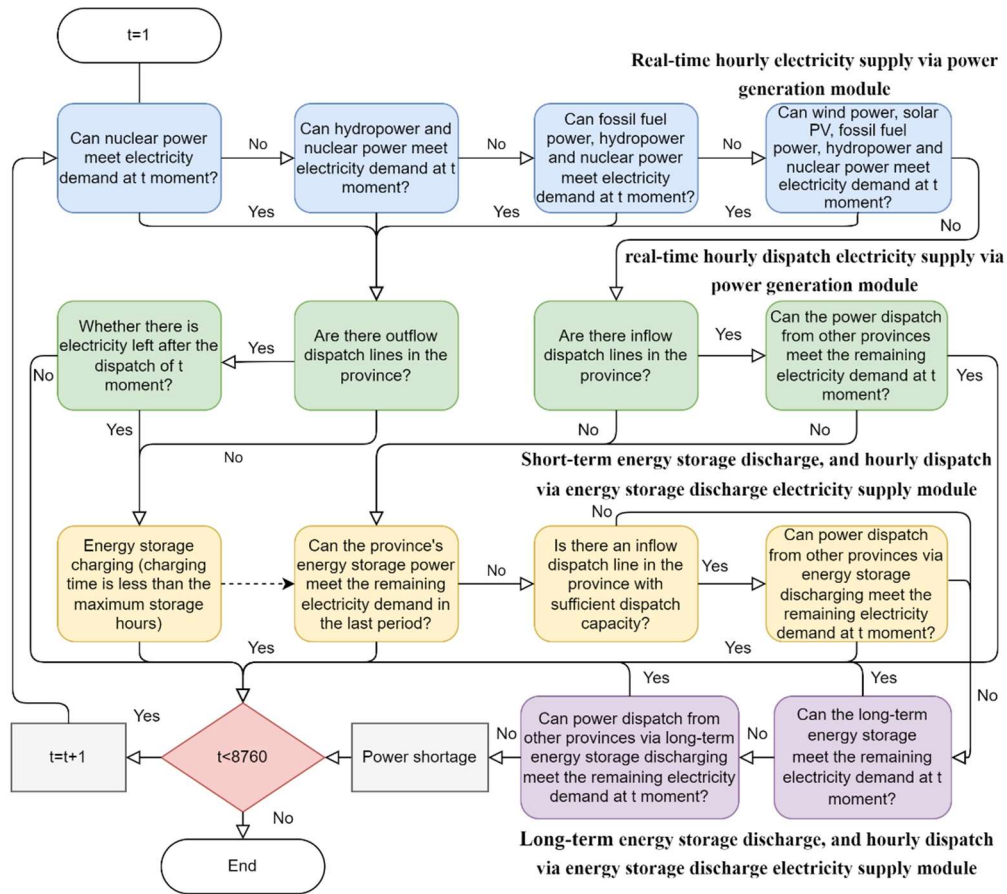 t=1
Real-time hourly electricity supply via power
generation module
Can nuclear power
meet electricity
demand at t moment?
No
Can hydropower and
nuclear power meet
electricity demand at t
moment?
No
Can fossil fuel
power, hydropower
and nuclear power
meet electricity
demand at t moment?
No
Can wind power, solar
PV, fossil fuel
power, hydropower and
nuclear power meet
electricity demand at t
moment?
Yes
Yes
Yes
No
real-time hourly dispatch electricity supply via
power generation module
Whether there is
electricity left after the
dispatch of t
moment?
Yes
Are there outflow
dispatch lines in the
province?
Are there inflow
dispatch lines in the
province?
Yes
Can the power dispatch
from other provinces
meet the remaining
electricity demand at t
moment?
No
Yes
Yes
No
No
No
Short-term energy storage discharge, and hourly dispatch
via energy storage discharge electricity supply module
No
Energy storage
charging (charging
time is less than the
maximum storage
hours)
Can the province's
energy storage power
meet the remaining
electricity demand in
the last period?
No
Is there an inflow
dispatch line in the
province with
sufficient dispatch
capacity?
Yes
Can power dispatch
from other provinces via
energy storage
discharging meet the
remaining electricity
demand at t moment?
Yes
Yes
Yes
Yes
Yes
No
t=t+1
Yes
t<8760
Power shortage
No
Can power dispatch from
other provinces via long-term
energy storage discharging
meet the remaining electricity
demand at t moment?
No
Can the long-term
energy storage
meet the remaining
electricity demand at t
moment?
No
End
Long-term energy storage discharge, and hourly dispatch
via energy storage discharge electricity supply module